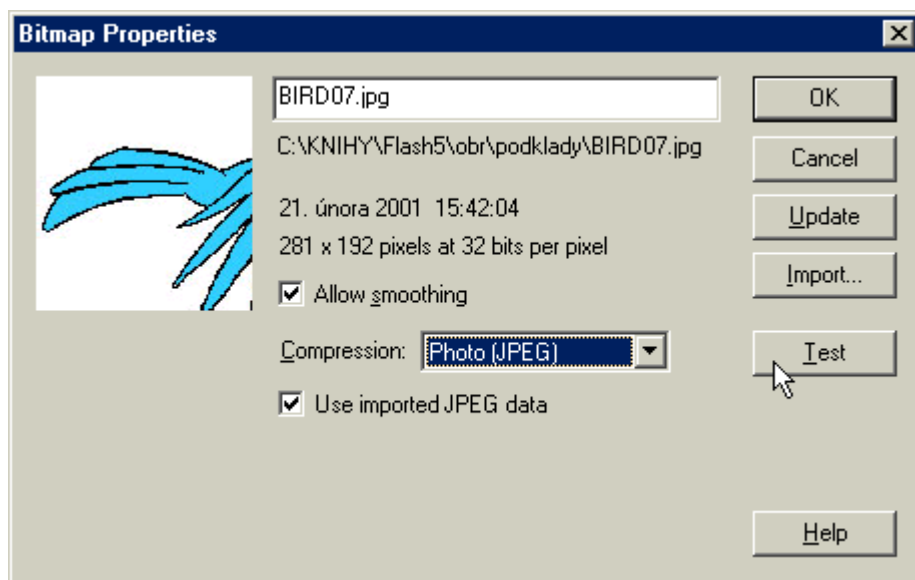 Bitmap Properties
BIRD07.jpg
OK
C:\KNIHY\Flash5\obr\podklady\BIRD07.jpg
Cancel
21. února 2001 15:42:04
Update
281 x 192 pixels at 32 bits per pixel
Import...
Allow smoothing
Compression: Photo (JPEG)
Test
Use imported JPEG data
Help